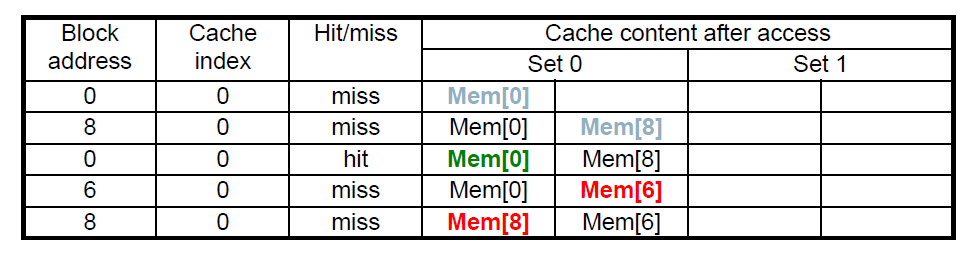 Block address Cache index Hit/miss Cache content after access
Set 0 Set 1
0 0 miss Mem[0]
8 0 miss Mem[0] Mem[8]
0 0 hit Mem[0] Mem[8]
6 0 miss Mem[0] Mem[6]
8 0 miss Mem[8] Mem[6]